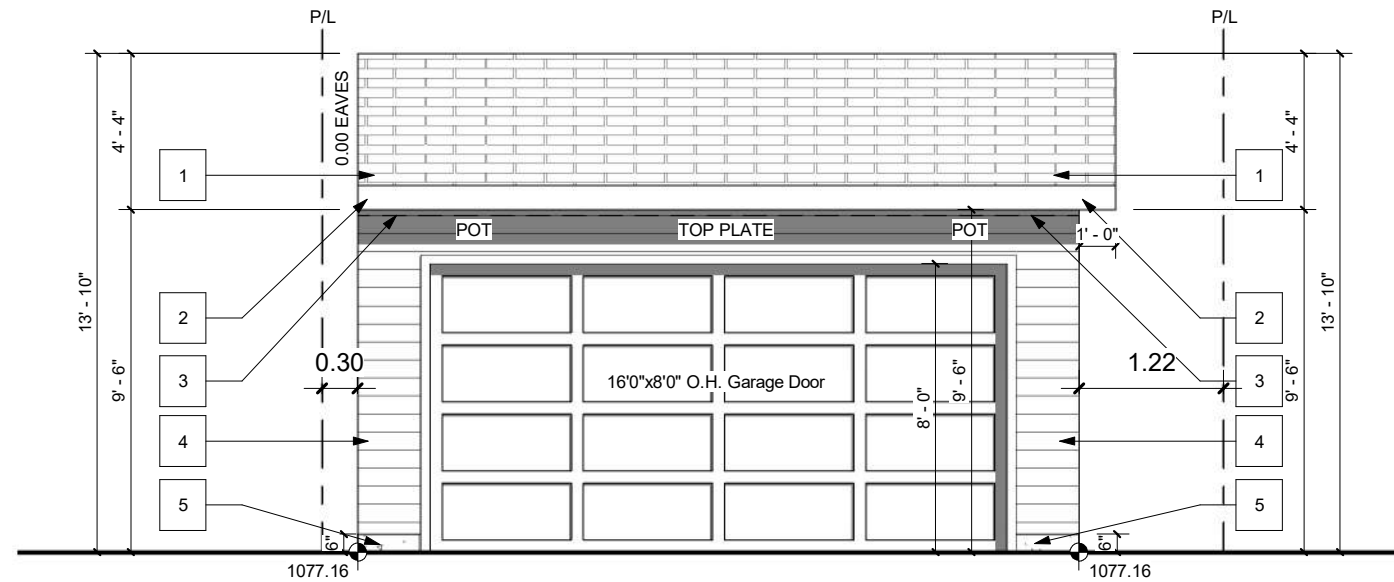 P/L
P/L
0.00 EAVES
4' - 4"
4' - 4"
1
1
POT
TOP PLATE
POT
1' - 0"
13' - 10"
13' - 10"
2
2
0.30
1.22
3
3
9' - 6"
16'0"x8'0" O.H. Garage Door
8' - 0"
9' - 6"
9' - 6"
4
4
5
5
6"
6"
1077.16
1077.16